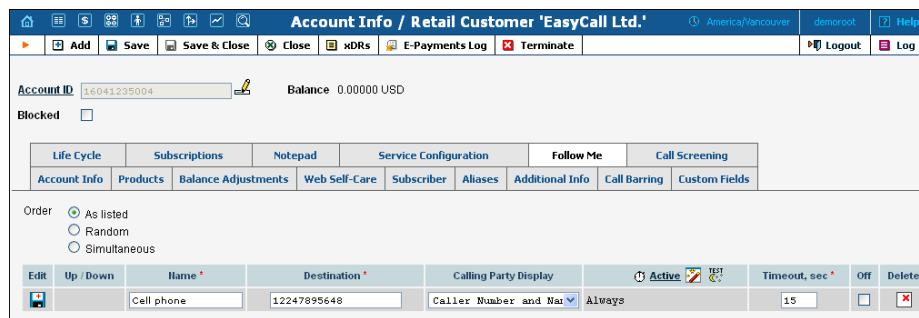 Account Info / Retail Customer 'EasyCall Ltd.' America/Vancouver demoroot Help
Add Save Save & Close Close xDRs E-Payments Log Terminate Logout Log
Account ID 16041235004 Balance 0.00000 USD
Blocked
Life Cycle Subscriptions Notepad Service Configuration Follow Me Call Screening
Account Info Products Balance Adjustments Web Self-Care Subscriber Aliases Additional Info Call Barring Custom Fields
Order As listed
Random
Simultaneous
Edit Up / Down Name * Destination * Calling Party Display Active TEST Timeout, sec * Off Delete
Cell phone 12247895648 Caller Number and Nar Always 15